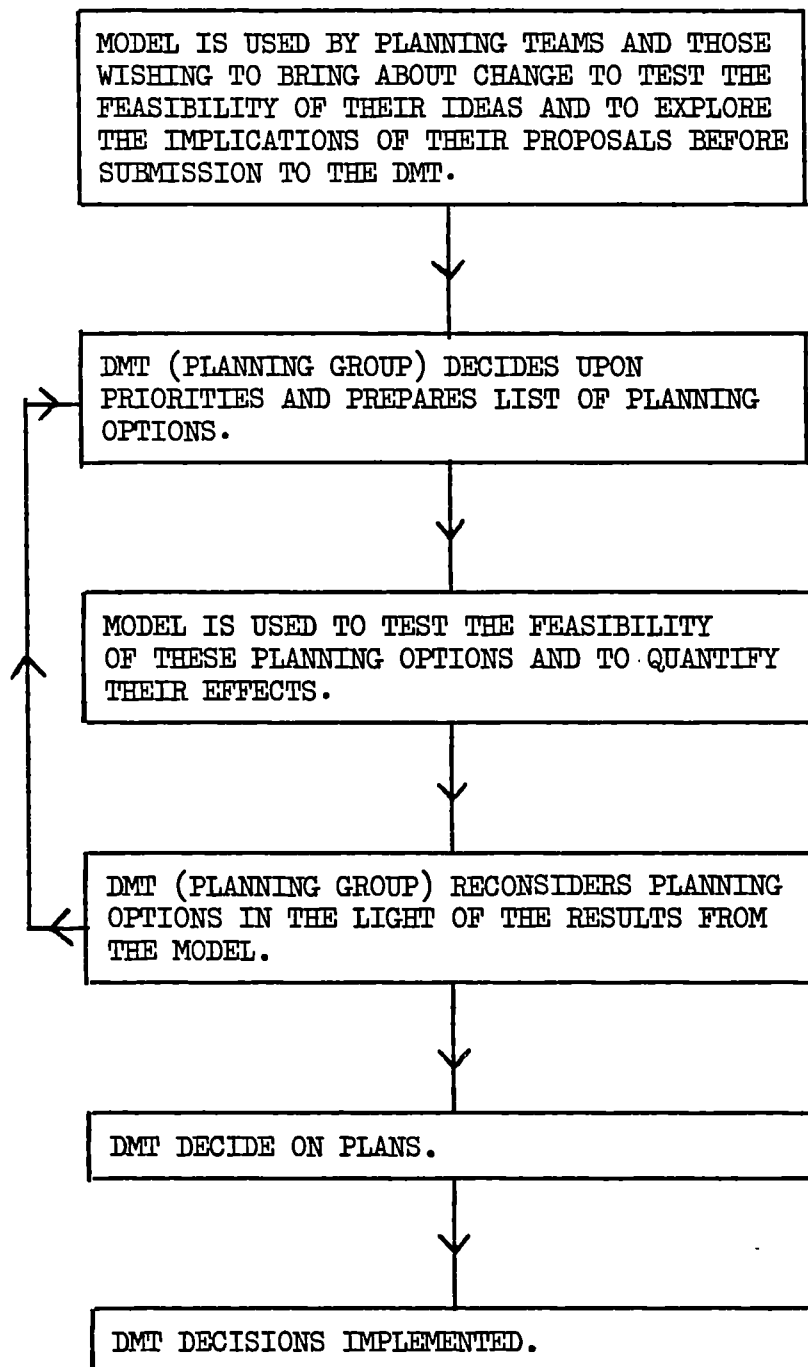 MODEL IS USED BY PLANNING TEAMS AND THOSE
WISHING TO BRING ABOUT CHANGE TO TEST THE
FEASIBILITY OF THEIR IDEAS AND TO EXPLORE
THE IMPLICATIONS OF THEIR PROPOSALS BEFORE
SUBMISSION TO THE DMT.
DMT (PLANNING GROUP) DECIDES UPON
PRIORITIES AND PREPARES LIST OF PLANNING
OPTIONS.
MODEL IS USED TO TEST THE FEASIBILITY
OF THESE PLANNING OPTIONS AND TO QUANTIFY
THEIR EFFECTS.
DMT (PLANNING GROUP) RECONSIDERS PLANNING
OPTIONS IN THE LIGHT OF THE RESULTS FROM
THE MODEL.
DMT DECIDE ON PLANS.
DMT DECISIONS IMPLEMENTED.